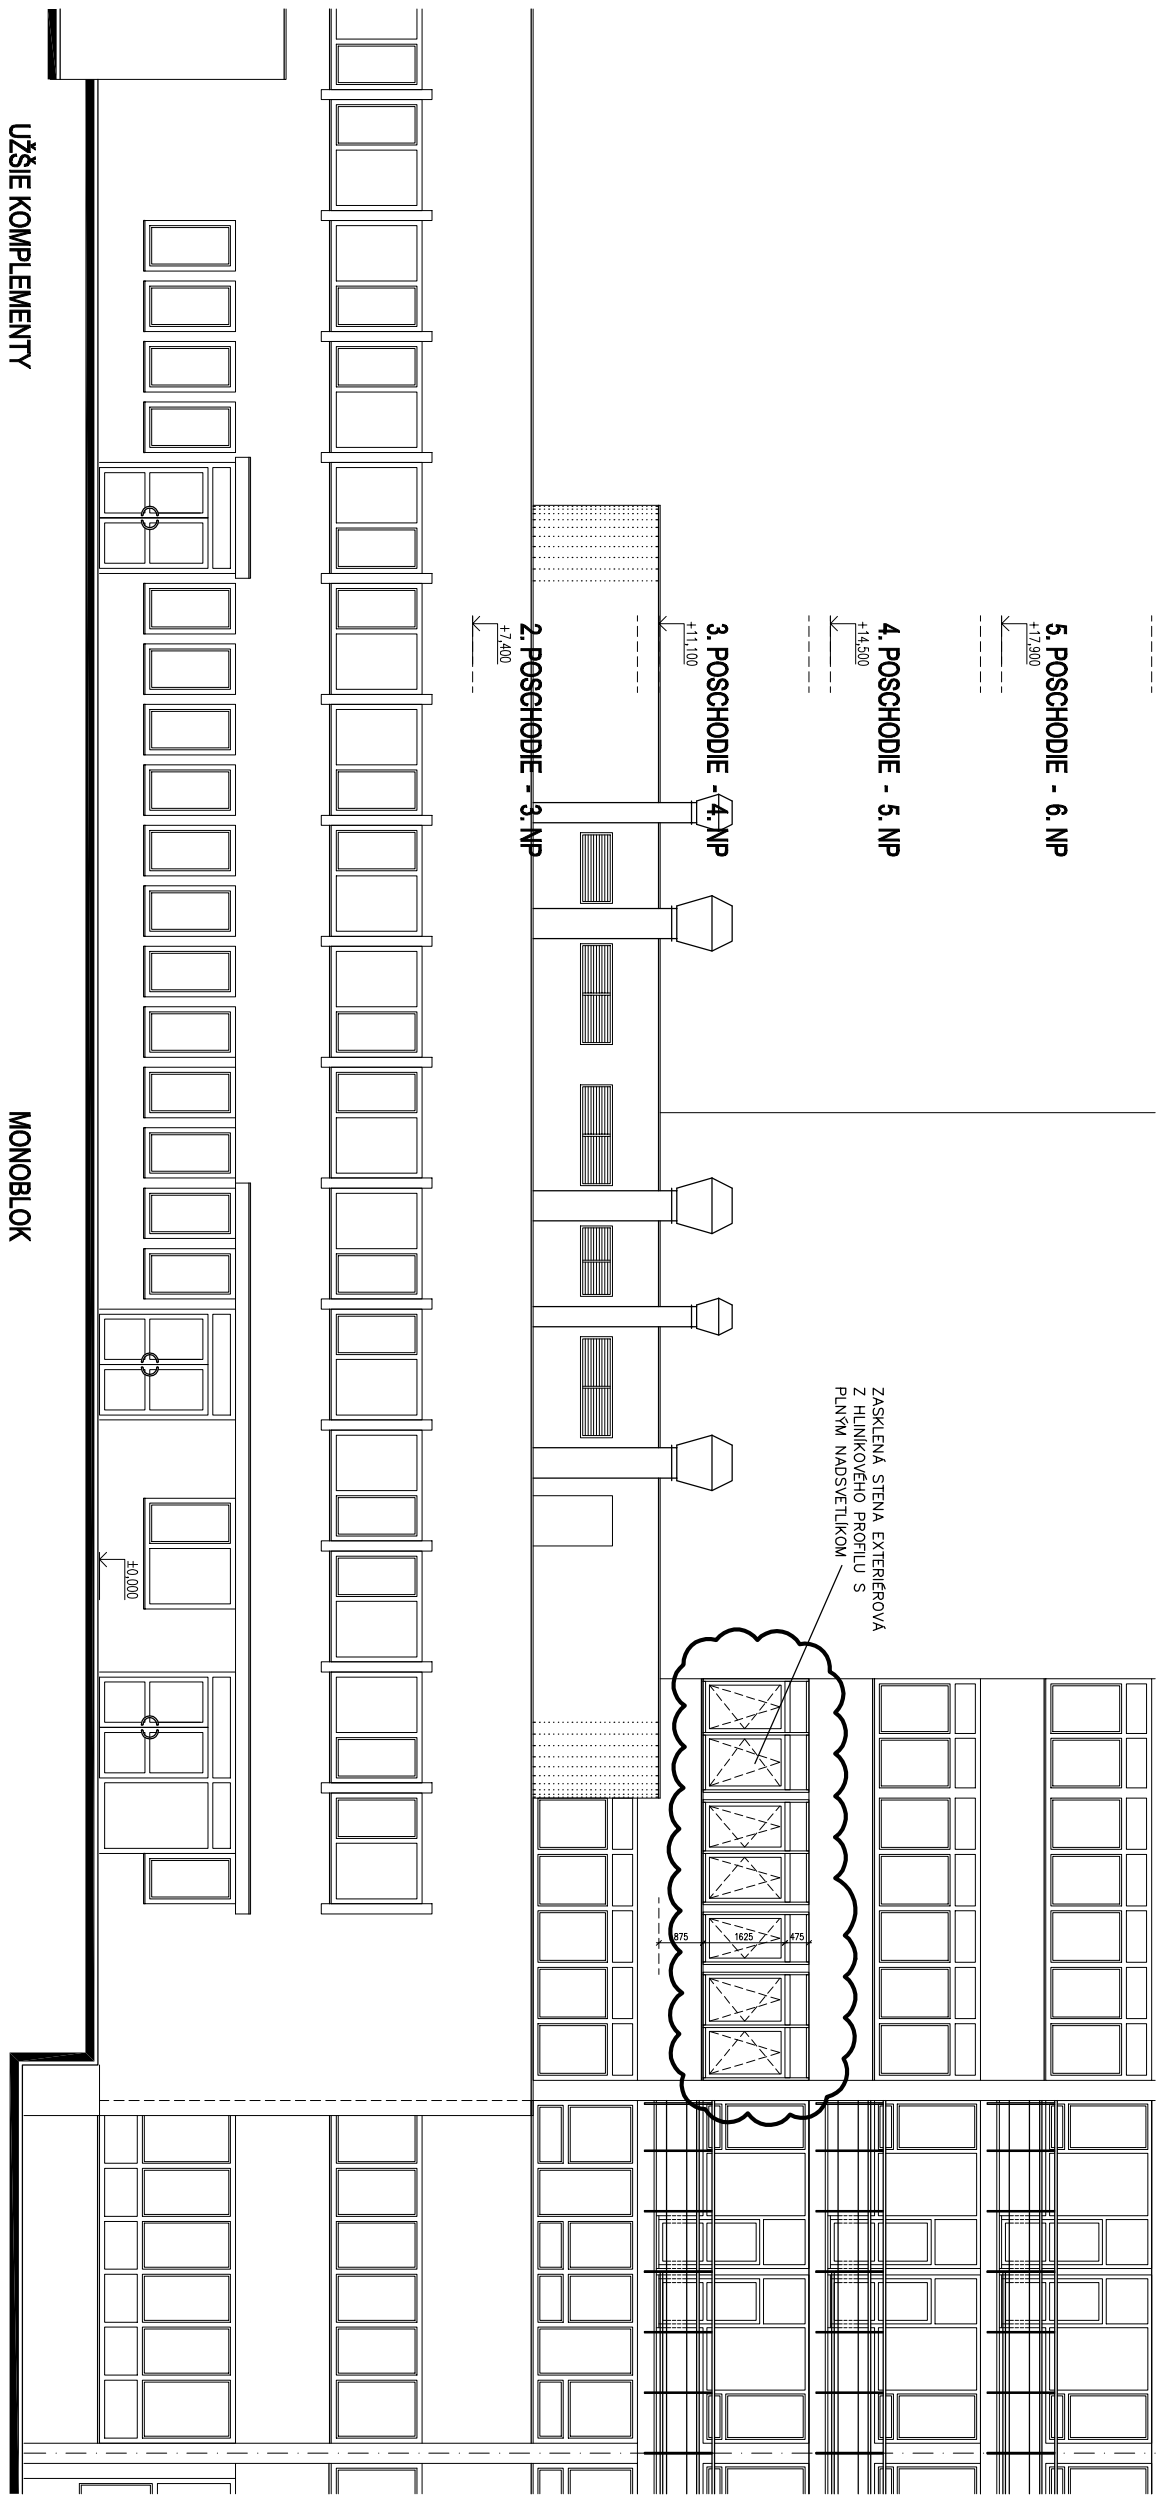 5. POSCHODIE - 6. NP
+17,900
4. POSCHODIE - 5. NP
+14,500
3. POSCHODIE - 4. NP
+11,100
2. POSCHODIE - 3. NP
+7,400
ZASKLENÁ STENA EXTERIÉROVÁ
Z HLINÍKOVÉHO PROFILU S
PLNÝM NADSVETLÍKOM
475
1625
875
±0,000
UŽŠIE KOMPLEMENTY
MONOBLOK